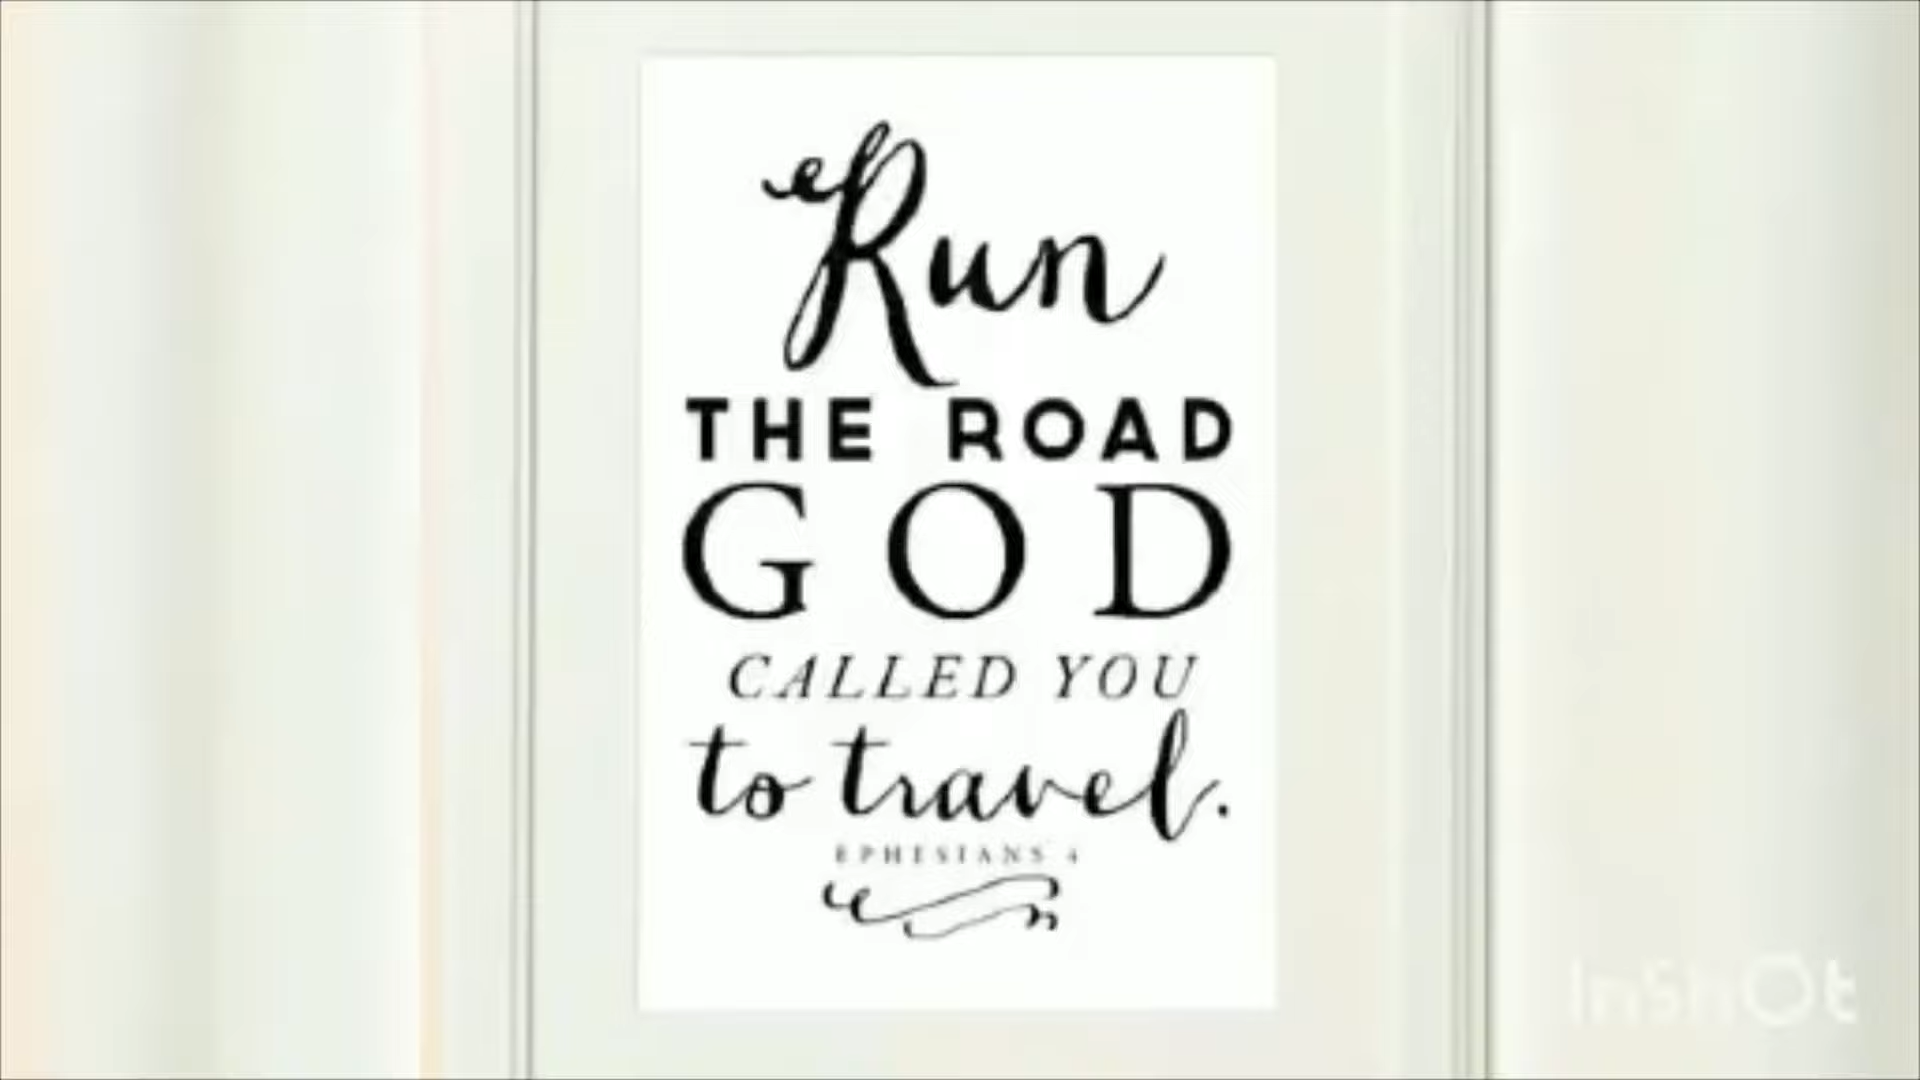 Run
THE ROAD
GOD
CALLED YOU
to travel.
EPHESIANS 4
InShOt